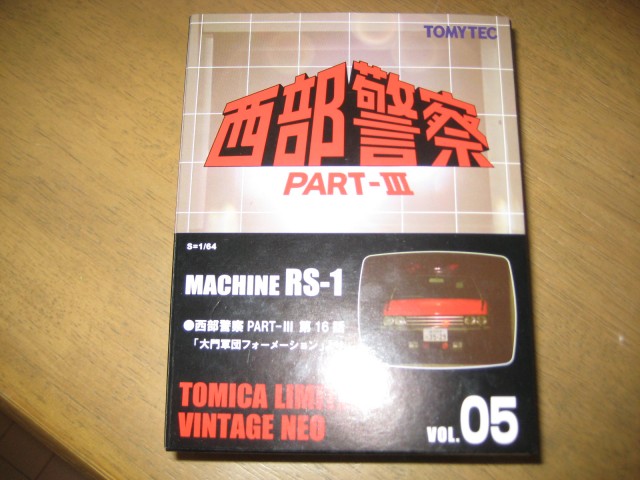 TOMYTEC
西部警察
PART-III
S=1/64
MACHINE RS-1
●西部警察 PART-III 第16話
「大門軍団フォーメーション」
TOMICA
VINTAGE NEO
VOL.05